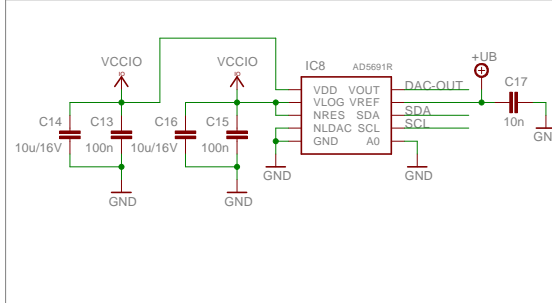 +UB
VCCIO
VCCIO
IC8
AD5691R
C17
VDD
VOUT
DAC-OUT
VLOG
VREF
NRES
SDA
SDA
NLDAC
SCL
SCL
GND
A0
10n
C14
C13
C16
C15
10u/16V
100n
10u/16V
100n
GND
GND
GND
GND
GN